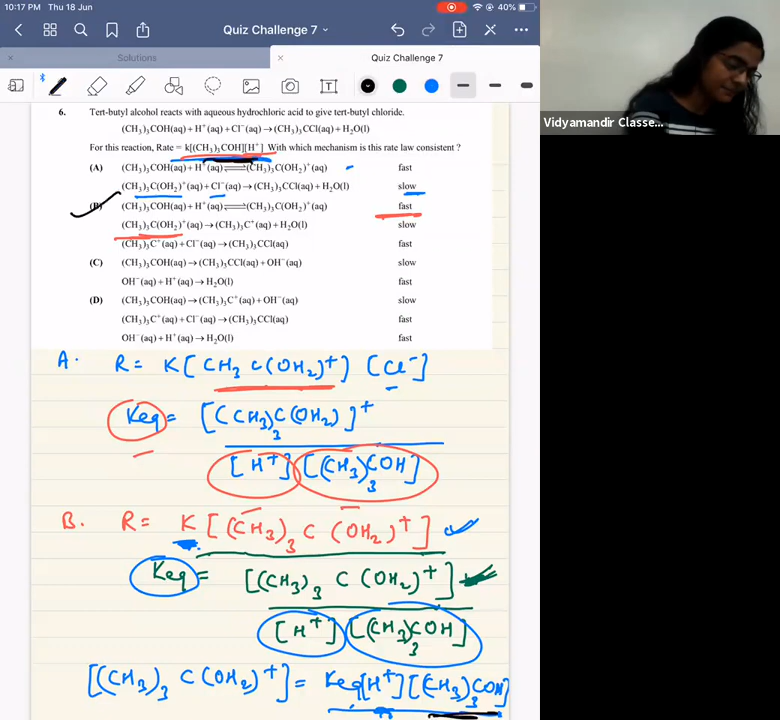 10:17 PM Thu 18 Jun
40%
Quiz Challenge 7
Solutions
Quiz Challenge 7
Vidyamandir Classe...
6. Tert-butyl alcohol reacts with aqueous hydrochloric acid to give tert-butyl chloride.
(CH₃)₃COH(aq) + H⁺(aq) + Cl⁻(aq) → (CH₃)₃CCl(aq) + H₂O(l)
For this reaction, Rate = k[(CH₃)₃COH][H⁺] With which mechanism is this rate law consistent ?
(A) (CH₃)₃COH(aq) + H⁺(aq) ⇌ (CH₃)₃C(OH₂)⁺(aq) fast
(CH₃)₃C(OH₂)⁺(aq) + Cl⁻(aq) → (CH₃)₃CCl(aq) + H₂O(l) slow
(B) (CH₃)₃COH(aq) + H⁺(aq) ⇌ (CH₃)₃C(OH₂)⁺(aq) fast
(CH₃)₃C(OH₂)⁺(aq) → (CH₃)₃C⁺(aq) + H₂O(l) slow
(CH₃)₃C⁺(aq) + Cl⁻(aq) → (CH₃)₃CCl(aq) fast
(C) (CH₃)₃COH(aq) → (CH₃)₃CCl(aq) + OH⁻(aq) slow
OH⁻(aq) + H⁺(aq) → H₂O(l) fast
(D) (CH₃)₃COH(aq) → (CH₃)₃C⁺(aq) + OH⁻(aq) slow
(CH₃)₃C⁺(aq) + Cl⁻(aq) → (CH₃)₃CCl(aq) fast
OH⁻(aq) + H⁺(aq) → H₂O(l) fast
A. R = K[CH₃ C(OH₂)⁺) [Cl⁻]
Keq = [(CH₃)₃C(OH₂)]⁺
[H⁺] [(CH₃)₃COH]
B. R = K[(CH₃)₃ C (OH₂)⁺]
Keq = [(CH₃)₃ C (OH₂)⁺]
[H⁺] [(CH₃)₃COH]
[(CH₃)₃ C (OH₂)⁺] = Keq[H⁺][(CH₃)₃COH]